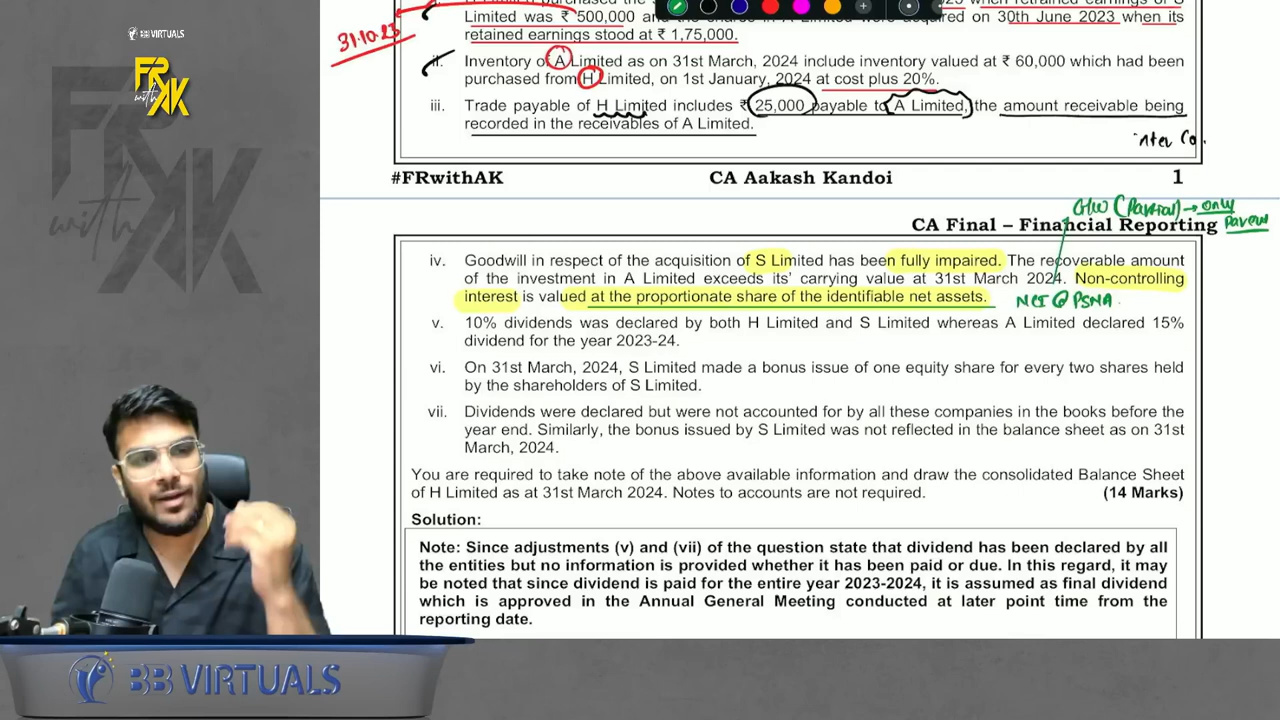 BB VIRTUALS
FR
with
AK
when retrained earnings of S
Limited was ₹ 500,000 and the shares in A Limited were acquired on 30th June 2023 when its
retained earnings stood at ₹ 1,75,000.
31.10.23
ii. Inventory of A Limited as on 31st March, 2024 include inventory valued at ₹ 60,000 which had been
purchased from H Limited, on 1st January, 2024 at cost plus 20%.
iii. Trade payable of H Limited includes ₹ 25,000 payable to A Limited, the amount receivable being
recorded in the receivables of A Limited.
inter Co.
#FRwithAK CA Aakash Kandoi 1
GW (Partial) → only
Parent
CA Final – Financial Reporting
iv. Goodwill in respect of the acquisition of S Limited has been fully impaired. The recoverable amount
of the investment in A Limited exceeds its' carrying value at 31st March 2024. Non-controlling
interest is valued at the proportionate share of the identifiable net assets.
NCI @ PSNA
v. 10% dividends was declared by both H Limited and S Limited whereas A Limited declared 15%
dividend for the year 2023-24.
vi. On 31st March, 2024, S Limited made a bonus issue of one equity share for every two shares held
by the shareholders of S Limited.
vii. Dividends were declared but were not accounted for by all these companies in the books before the
year end. Similarly, the bonus issued by S Limited was not reflected in the balance sheet as on 31st
March, 2024.
You are required to take note of the above available information and draw the consolidated Balance Sheet
of H Limited as at 31st March 2024. Notes to accounts are not required. (14 Marks)
Solution:
Note: Since adjustments (v) and (vii) of the question state that dividend has been declared by all
the entities but no information is provided whether it has been paid or due. In this regard, it may
be noted that since dividend is paid for the entire year 2023-2024, it is assumed as final dividend
which is approved in the Annual General Meeting conducted at later point time from the
reporting date.
BB VIRTUALS